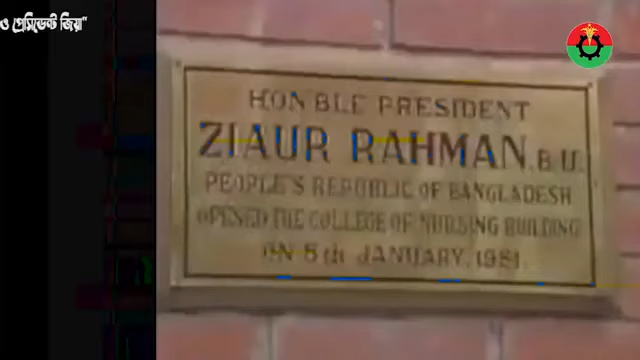 ও প্রেসিডেন্ট জিয়া"
HON'BLE PRESIDENT
ZIAUR RAHMAN, B.U.
PEOPLE'S REPUBLIC OF BANGLADESH
OPENED THE COLLEGE OF NURSING BUILDING
ON 5th JANUARY, 1981.